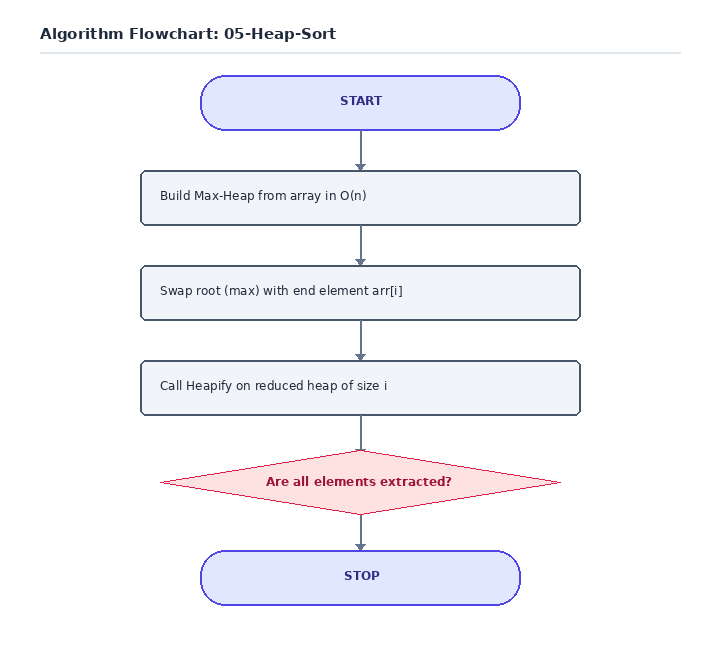 Algorithm Flowchart: 05-Heap-Sort
START
Build Max-Heap from array in O(n)
Swap root (max) with end element arr[i]
Call Heapify on reduced heap of size i
Are all elements extracted?
STOP